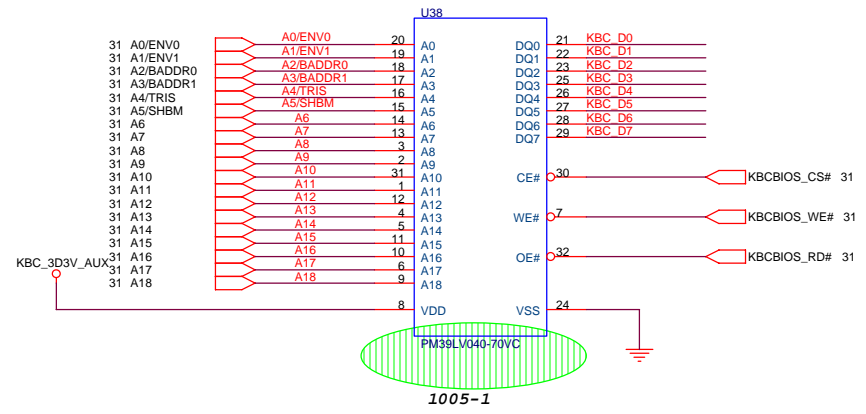 U38
31 A0/ENV0 A0/ENV0 20 A0 DQ0 21 KBC_D0
31 A1/ENV1 A1/ENV1 19 A1 DQ1 22 KBC_D1
31 A2/BADDR0 A2/BADDR0 18 A2 DQ2 23 KBC_D2
31 A3/BADDR1 A3/BADDR1 17 A3 DQ3 25 KBC_D3
31 A4/TRIS A4/TRIS 16 A4 DQ4 26 KBC_D4
31 A5/SHBM A5/SHBM 15 A5 DQ5 27 KBC_D5
31 A6 A6 14 A6 DQ6 28 KBC_D6
31 A7 A7 13 A7 DQ7 29 KBC_D7
31 A8 A8 3 A8
31 A9 A9 2 A9
31 A10 A10 31 A10 CE# 30 KBCBIOS_CS# 31
31 A11 A11 1 A11
31 A12 A12 12 A12
31 A13 A13 4 A13 WE# 7 KBCBIOS_WE# 31
31 A14 A14 5 A14
31 A15 A15 11 A15
31 A16 A16 10 A16 OE# 32 KBCBIOS_RD# 31
KBC_3D3V_AUX
31 A17 A17 6 A17
31 A18 A18 9 A18
8 VDD VSS 24
PM39LV040-70VC
1005-1